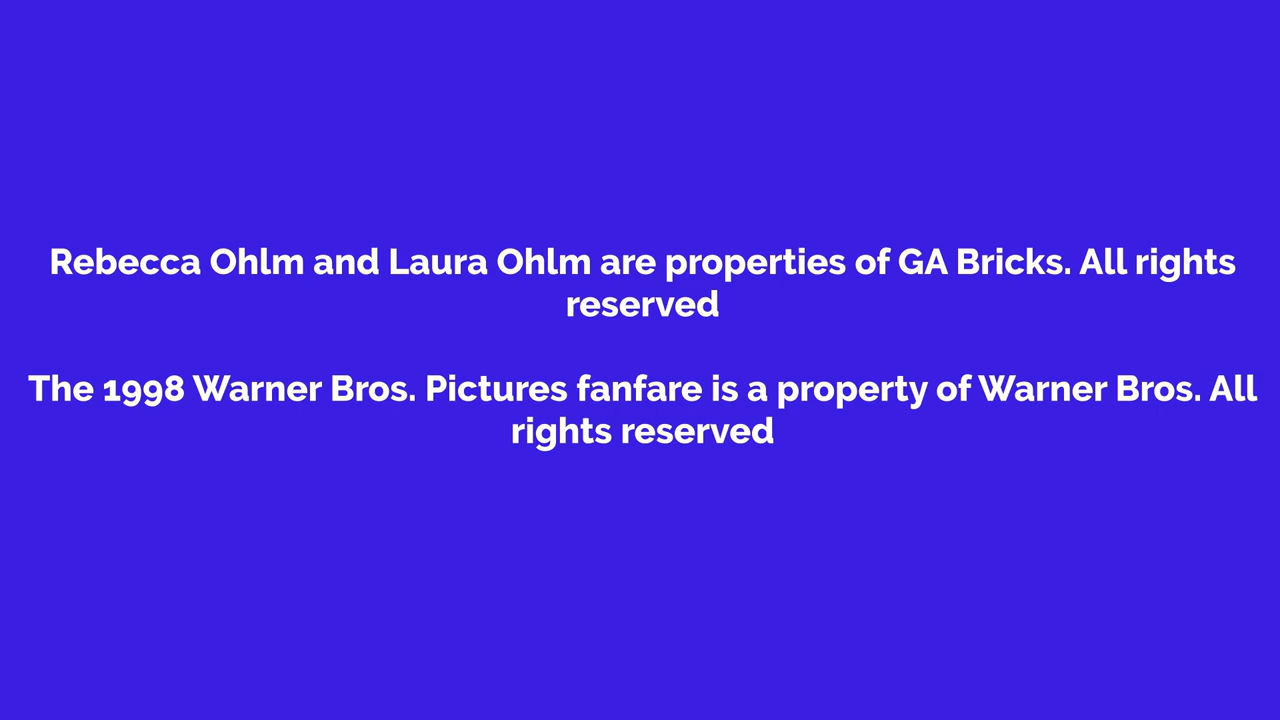 Rebecca Ohlm and Laura Ohlm are properties of GA Bricks. All rights
reserved
The 1998 Warner Bros. Pictures fanfare is a property of Warner Bros. All
rights reserved